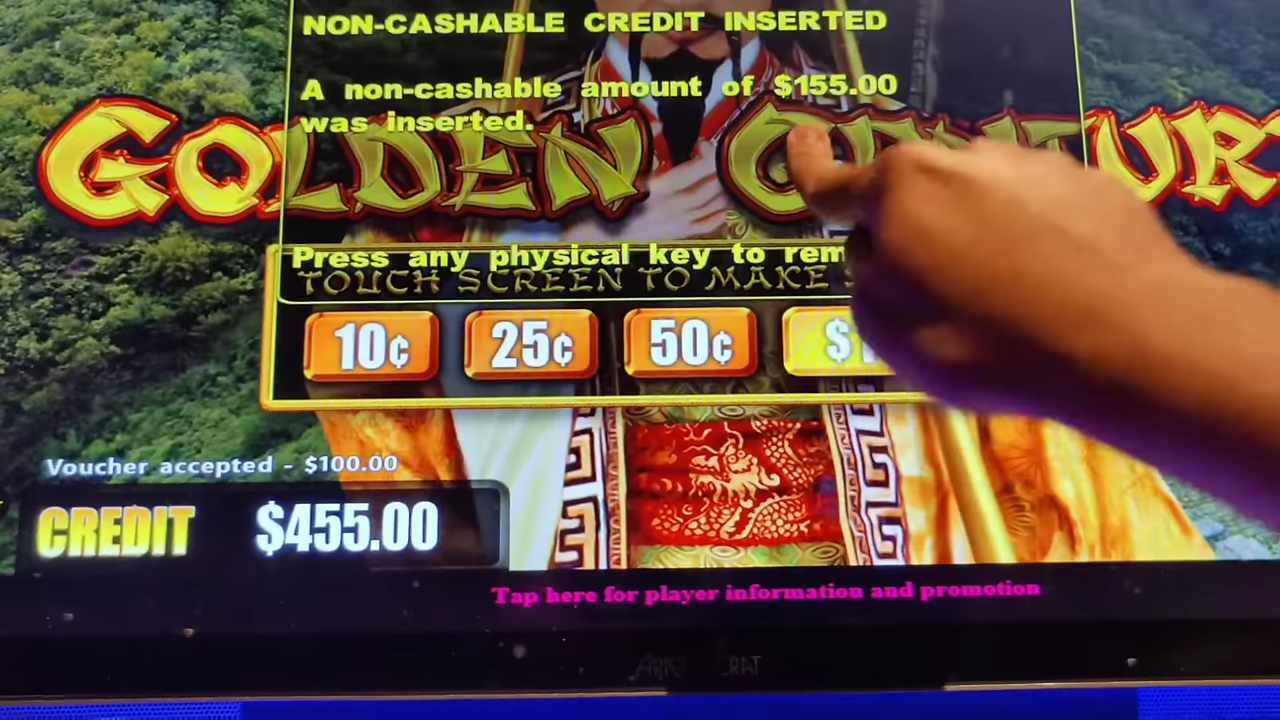 NON-CASHABLE CREDIT INSERTED
A non-cashable amount of $155.00
was inserted.
GOLDEN
Press any physical key to
TOUCH SCREEN TO MAKE
10¢ 25¢ 50¢
Voucher accepted - $100.00
CREDIT $455.00
Tap here for player information and promotion